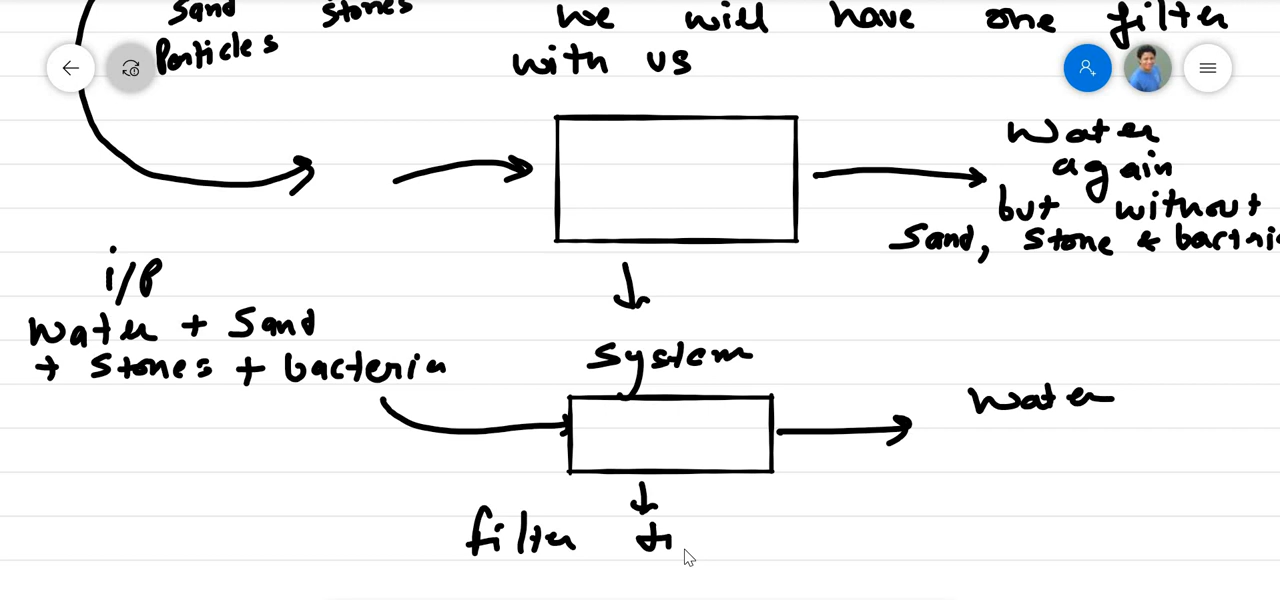 Sand stones
Particles
we will have one filter
with us
Water
again
but without
Sand, Stone & bactri
i/p
Water + Sand
+ Stones + bacteria
System
Water
filter